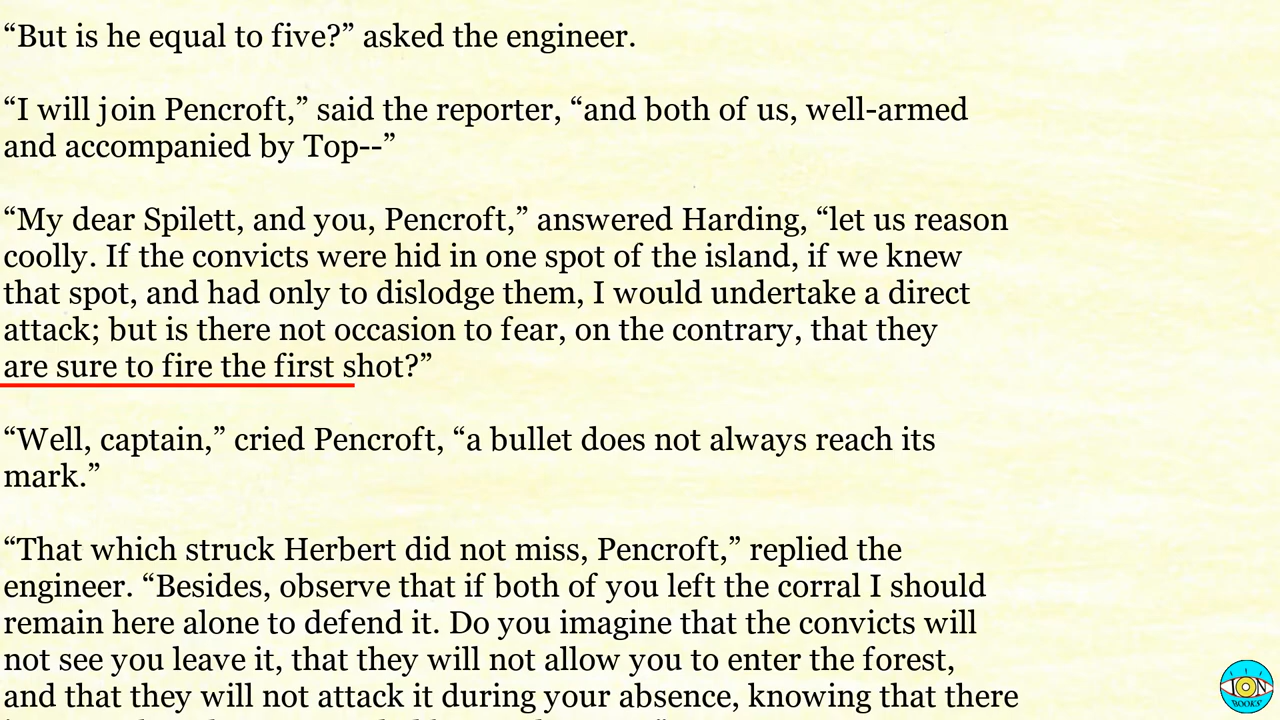 “But is he equal to five?” asked the engineer.
“I will join Pencroft,” said the reporter, “and both of us, well-armed
and accompanied by Top--”
“My dear Spilett, and you, Pencroft,” answered Harding, “let us reason
coolly. If the convicts were hid in one spot of the island, if we knew
that spot, and had only to dislodge them, I would undertake a direct
attack; but is there not occasion to fear, on the contrary, that they
are sure to fire the first shot?”
“Well, captain,” cried Pencroft, “a bullet does not always reach its
mark.”
“That which struck Herbert did not miss, Pencroft,” replied the
engineer. “Besides, observe that if both of you left the corral I should
remain here alone to defend it. Do you imagine that the convicts will
not see you leave it, that they will not allow you to enter the forest,
and that they will not attack it during your absence, knowing that there
ION
BOOKS